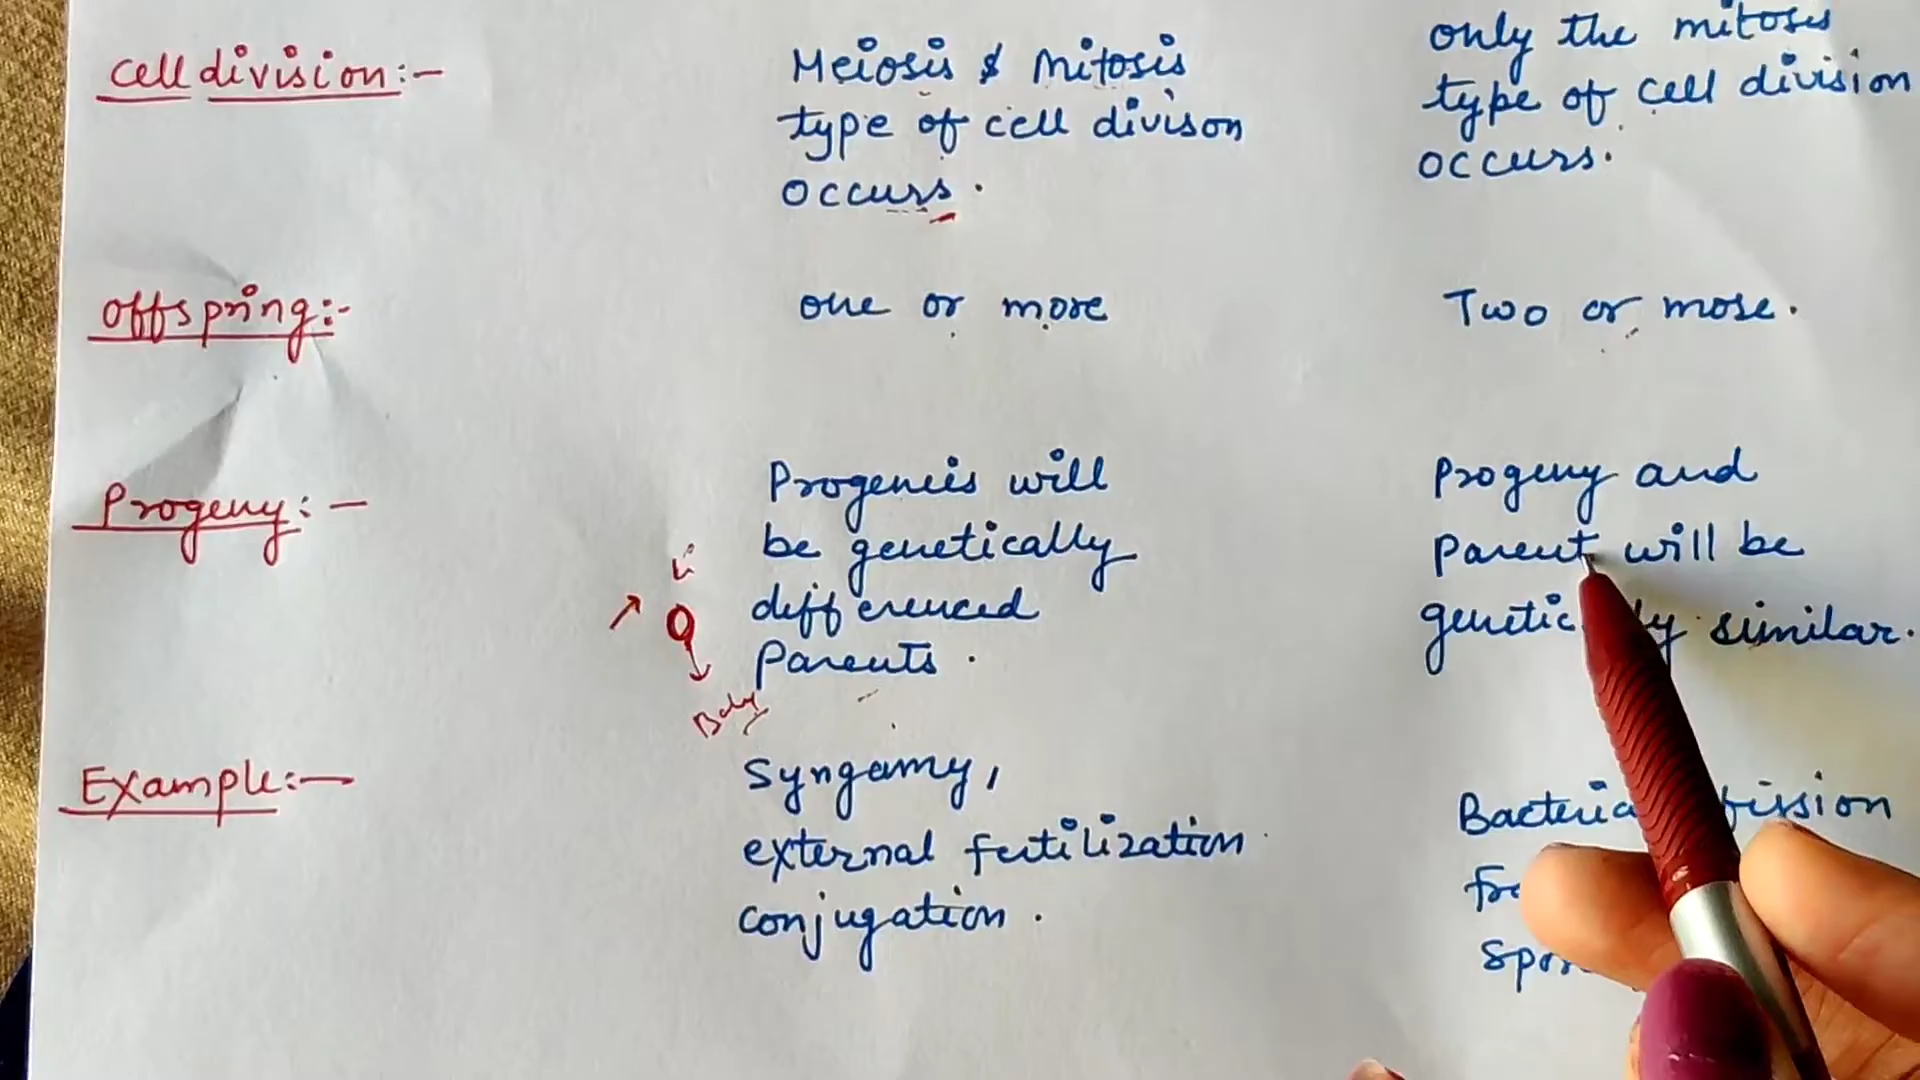 Cell division:-
Meiosis & Mitosis
type of cell divison
occurs.
only the mitosis
type of cell division
occurs.
offspring:-
one or more
Two or more.
Progeny:-
Progenies will
be genetically
differenced
Parents.
Baby
Progeny and
Parent will be
similar.
Example:-
Syngamy,
external fertilization
conjugation.
fission